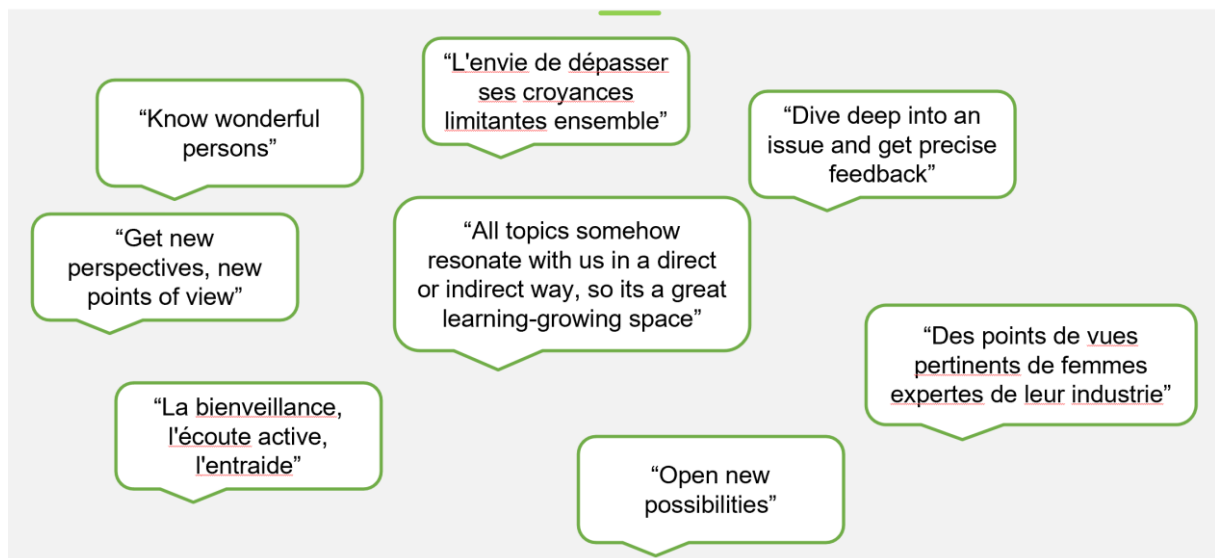 “L'envie de dépasser
ses croyances
limitantes ensemble”
“Know wonderful
persons”
“Dive deep into an
issue and get precise
feedback”
“Get new
perspectives, new
points of view”
“All topics somehow
resonate with us in a direct
or indirect way, so its a great
learning-growing space”
“Des points de vues
pertinents de femmes
expertes de leur industrie”
“La bienveillance,
l'écoute active,
l'entraide”
“Open new
possibilities”